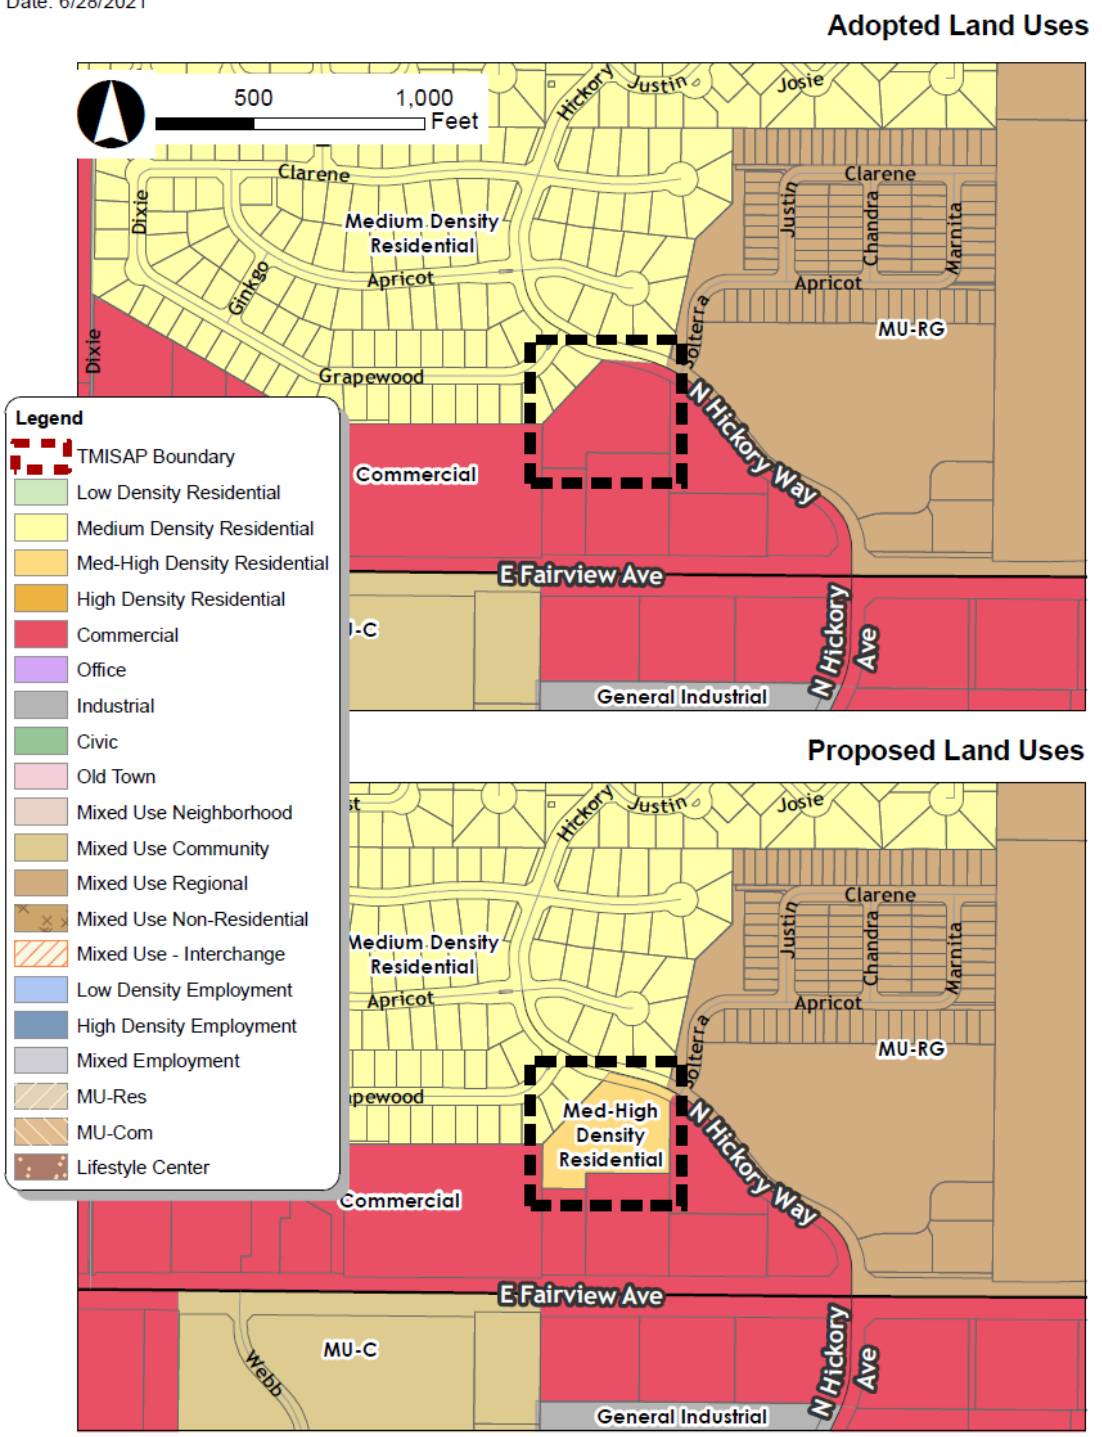 Date: 6/28/2021
Adopted Land Uses
500 1,000
Feet
Hickory
Justin
Josie
Clarene
Clarene
Dixie
Justin
Chandra
Marnita
Medium Density
Residential
Ginkgo
Apricot
Apricot
Solterra
MU-RG
Dixie
Grapewood
N Hickory Way
Commercial
E Fairview Ave
N Hickory
Ave
General Industrial
Legend
TMISAP Boundary
Low Density Residential
Medium Density Residential
Med-High Density Residential
High Density Residential
Commercial
Office
Industrial
Civic
Old Town
Mixed Use Neighborhood
Mixed Use Community
Mixed Use Regional
Mixed Use Non-Residential
Mixed Use - Interchange
Low Density Employment
High Density Employment
Mixed Employment
MU-Res
MU-Com
Lifestyle Center
Proposed Land Uses
st
Hickory
Justin
Josie
Clarene
Justin
Chandra
Marnita
Medium Density
Residential
Apricot
Apricot
Solterra
MU-RG
apewood
Med-High
Density
Residential
N Hickory Way
Commercial
E Fairview Ave
MU-C
Webb
N Hickory
Ave
General Industrial